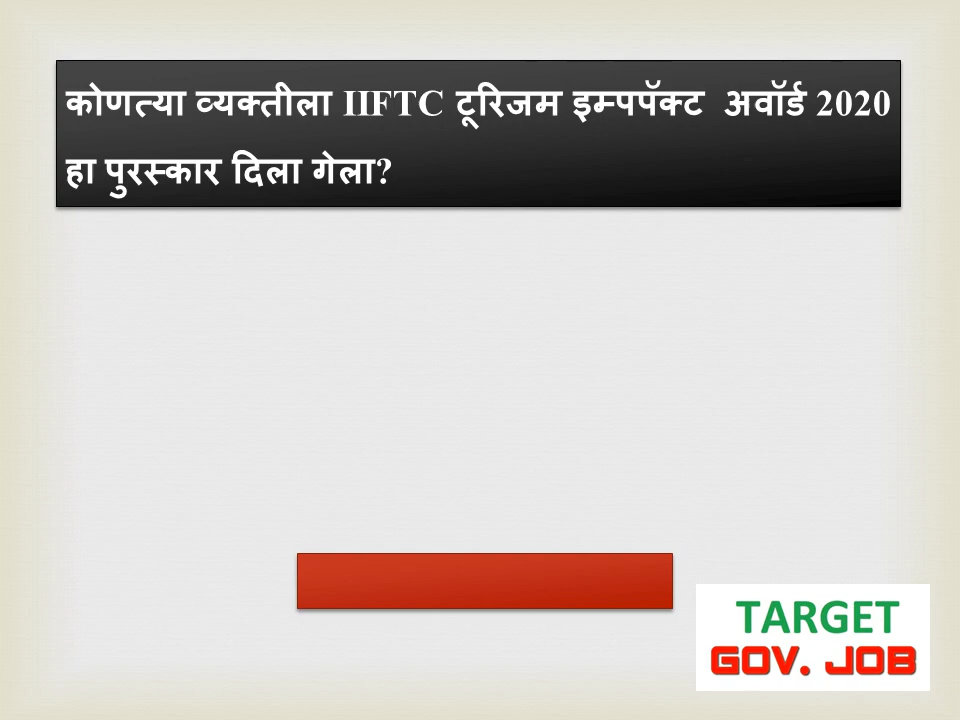 कोणत्या व्यक्तीला IIFTC टूरिजम इम्पपॅक्ट अवॉर्ड 2020
हा पुरस्कार दिला गेला?
TARGET
GOV. JOB